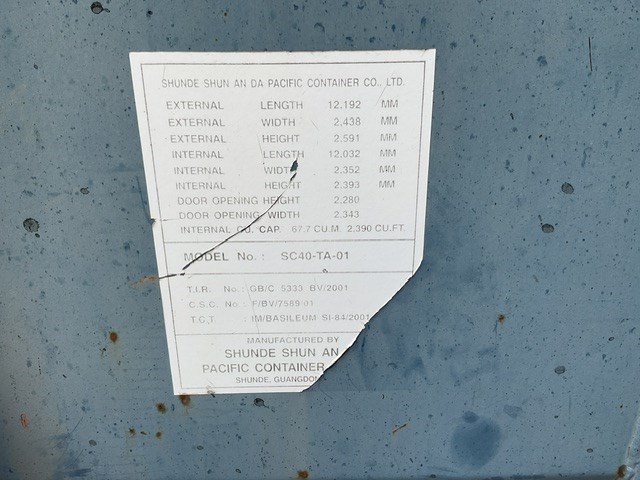 SHUNDE SHUN AN DA PACIFIC CONTAINER CO., LTD.
EXTERNAL LENGTH 12,192 MM
EXTERNAL WIDTH 2,438 MM
EXTERNAL HEIGHT 2,591 MM
INTERNAL LENGTH 12,032 MM
INTERNAL WIDTH 2,352 MM
INTERNAL HEIGHT 2,393 MM
DOOR OPENING HEIGHT 2,280
DOOR OPENING WIDTH 2,343
INTERNAL CU. CAP. 67.7 CU.M. 2,390 CU.FT.
MODEL No.: SC40-TA-01
T.I.R. No.: GB/C 5333 BV/2001
C.S.C. No.: F/BV/7589/01
T.C.T. : IM/BASILEUM SI-84/2001
MANUFACTURED BY
SHUNDE SHUN AN
PACIFIC CONTAINER
SHUNDE, GUANGDON